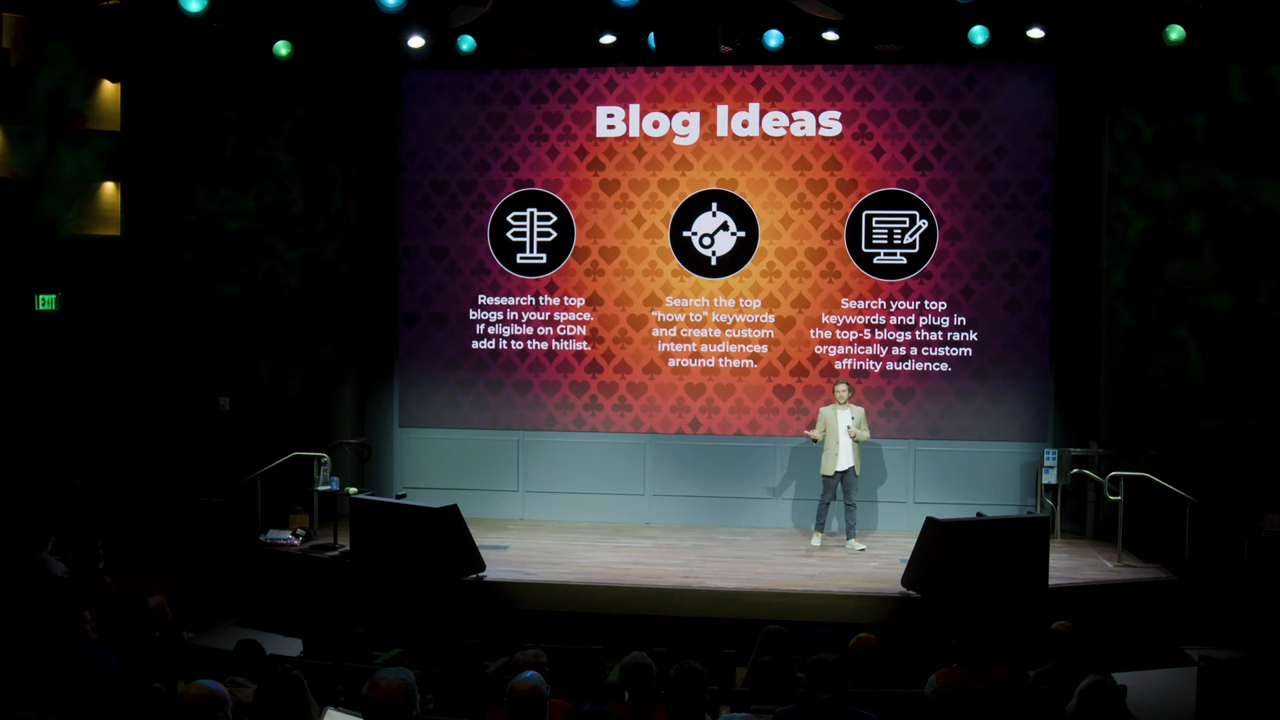 Blog Ideas
Research the top
blogs in your space.
If eligible on GDN
add it to the hitlist.
Search the top
“how to” keywords
and create custom
intent audiences
around them.
Search your top
keywords and plug in
the top-5 blogs that rank
organically as a custom
affinity audience.
EXIT